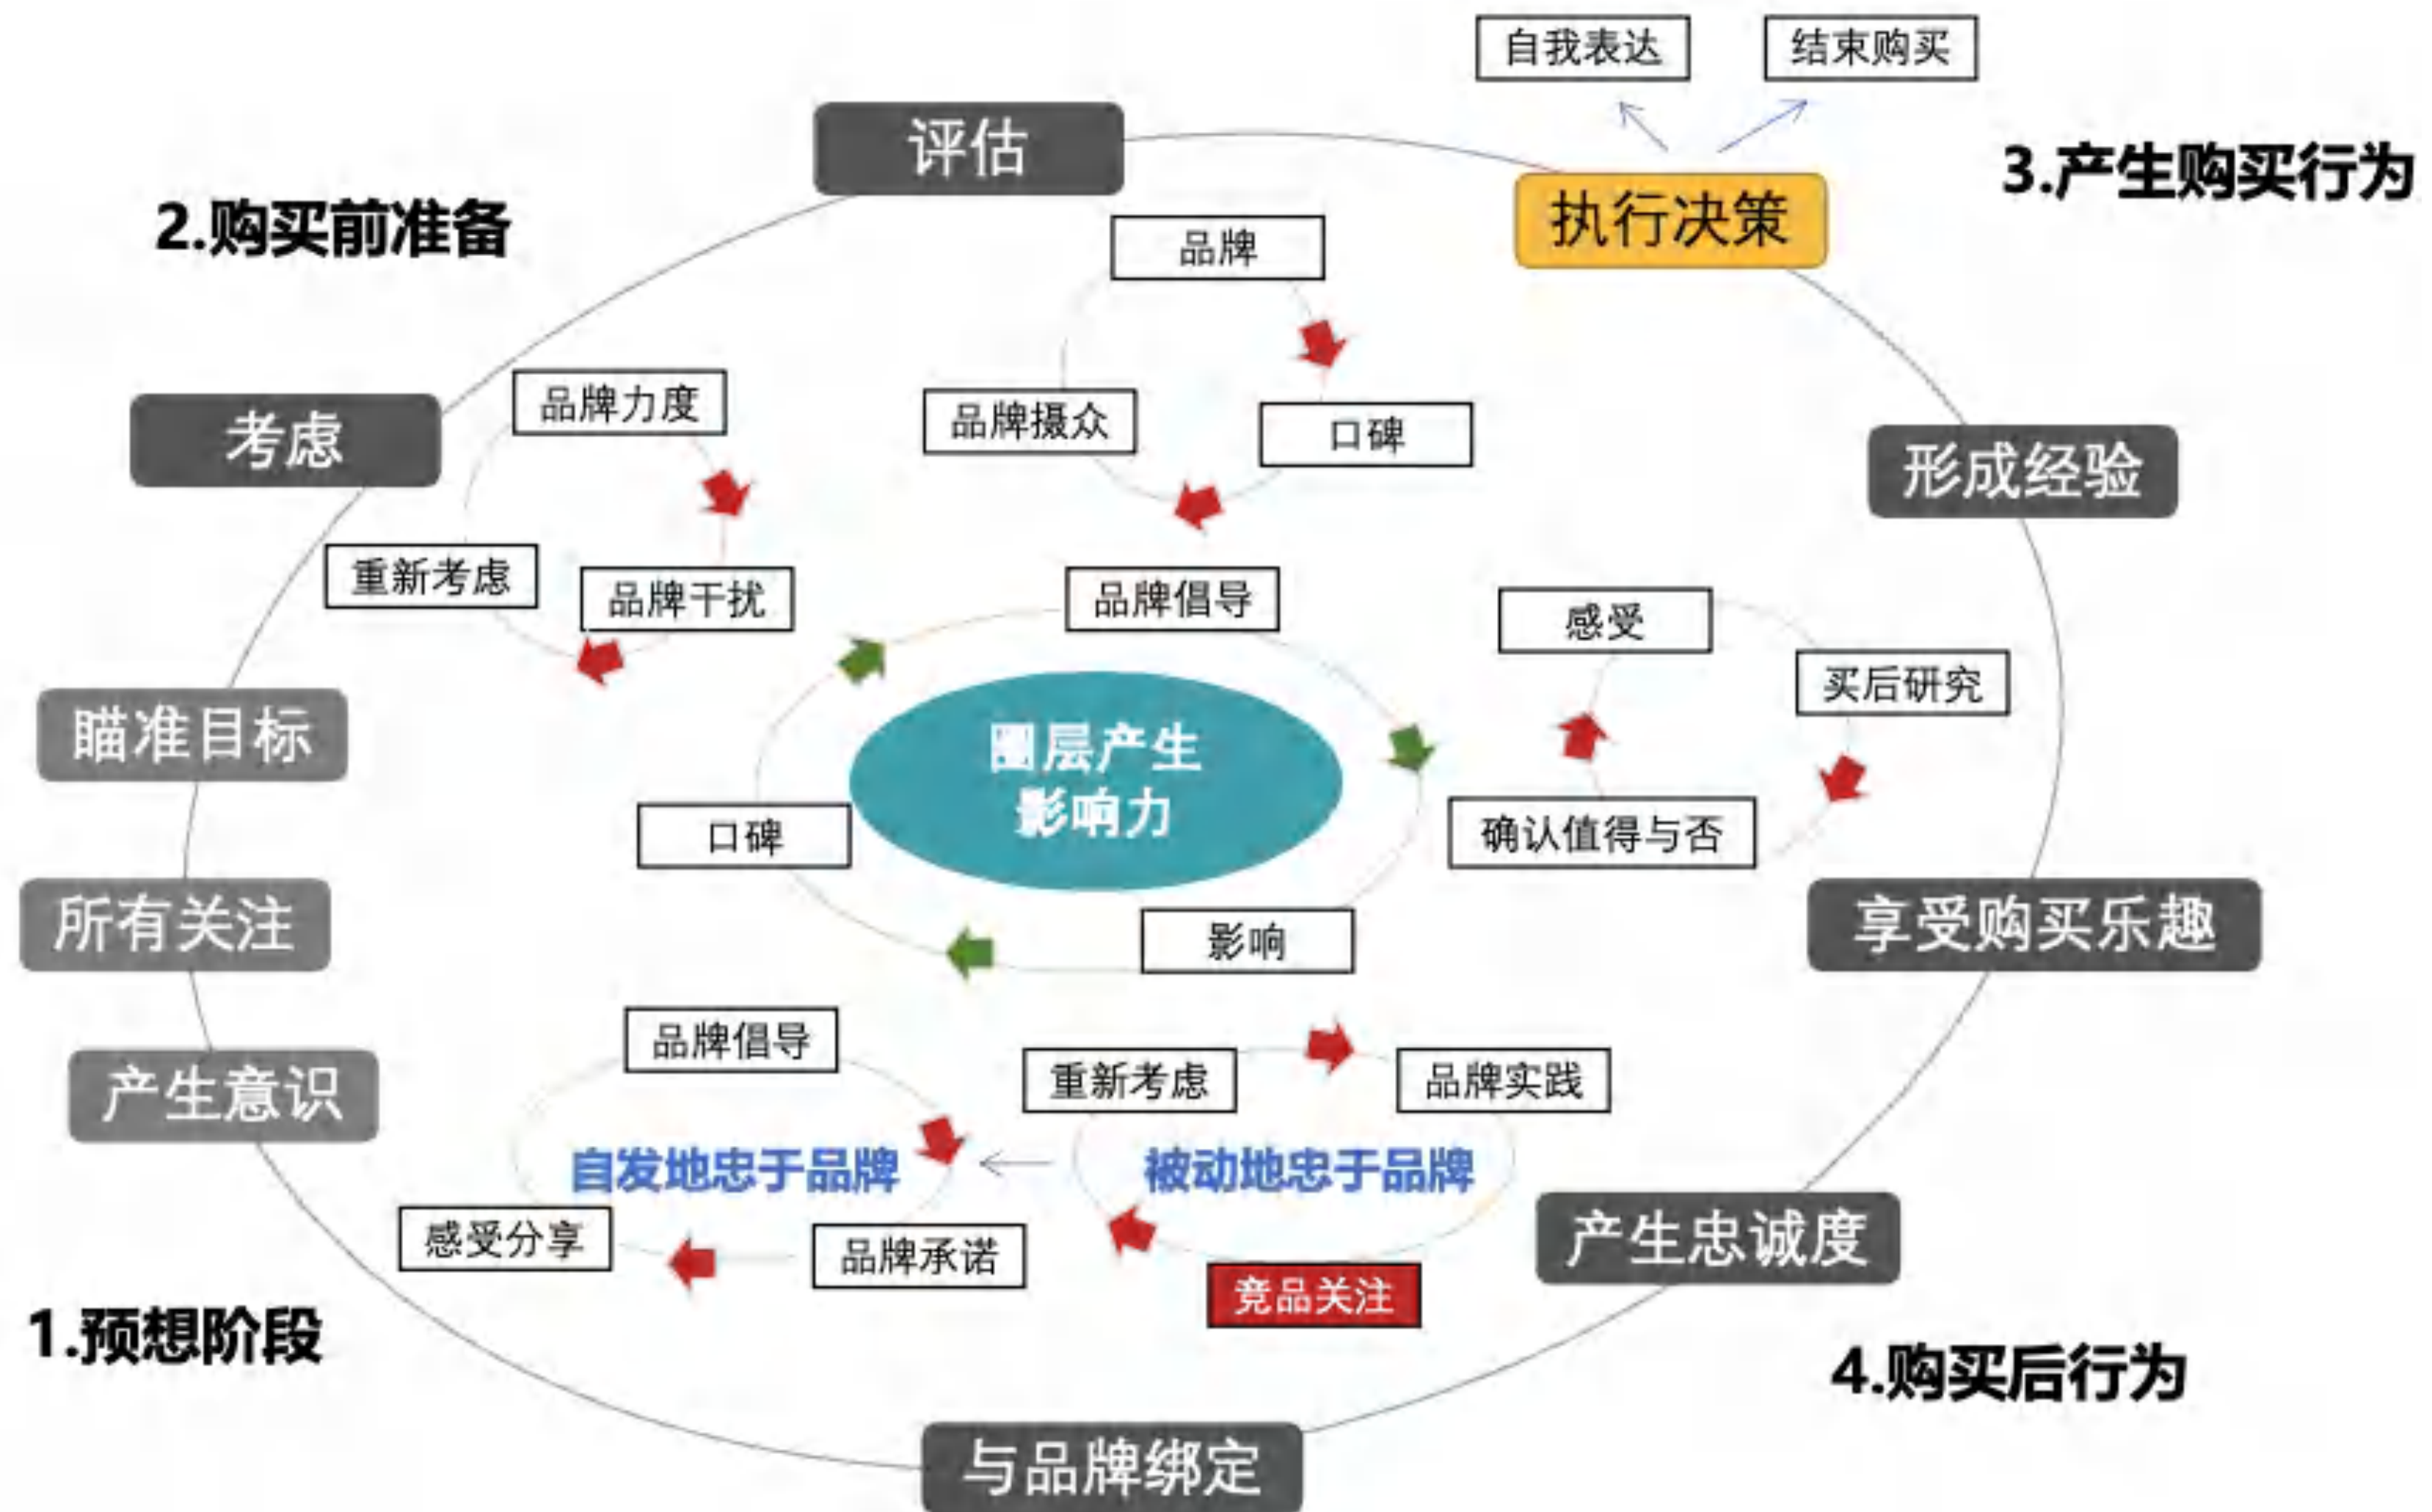 自我表达
结束购买
评估
3.产生购买行为
2.购买前准备
执行决策
品牌
品牌力度
考虑
品牌摄众
口碑
形成经验
重新考虑
品牌干扰
品牌倡导
感受
买后研究
瞄准目标
圈层产生
影响力
口碑
确认值得与否
所有关注
影响
享受购买乐趣
品牌倡导
重新考虑
品牌实践
产生意识
自发地忠于品牌
被动地忠于品牌
感受分享
品牌承诺
产生忠诚度
竞品关注
1.预想阶段
4.购买后行为
与品牌绑定